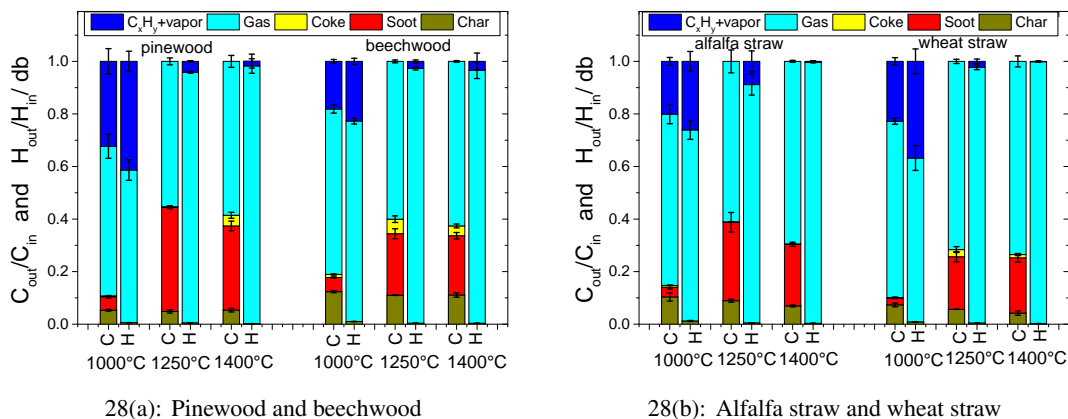 CxHy+vapor Gas Coke Soot Char
pinewood beechwood
1.0
0.8
0.6
0.4
0.2
0.0
Cout/Cin and Hout/Hin/ db
C H C H C H C H C H C H
1000°C 1250°C 1400°C 1000°C 1250°C 1400°C
28(a): Pinewood and beechwood
CxHy+vapor Gas Coke Soot Char
alfalfa straw wheat straw
1.0
0.8
0.6
0.4
0.2
0.0
Cout/Cin and Hout/Hin/ db
C H C H C H C H C H C H
1000°C 1250°C 1400°C 1000°C 1250°C 1400°C
28(b): Alfalfa straw and wheat straw